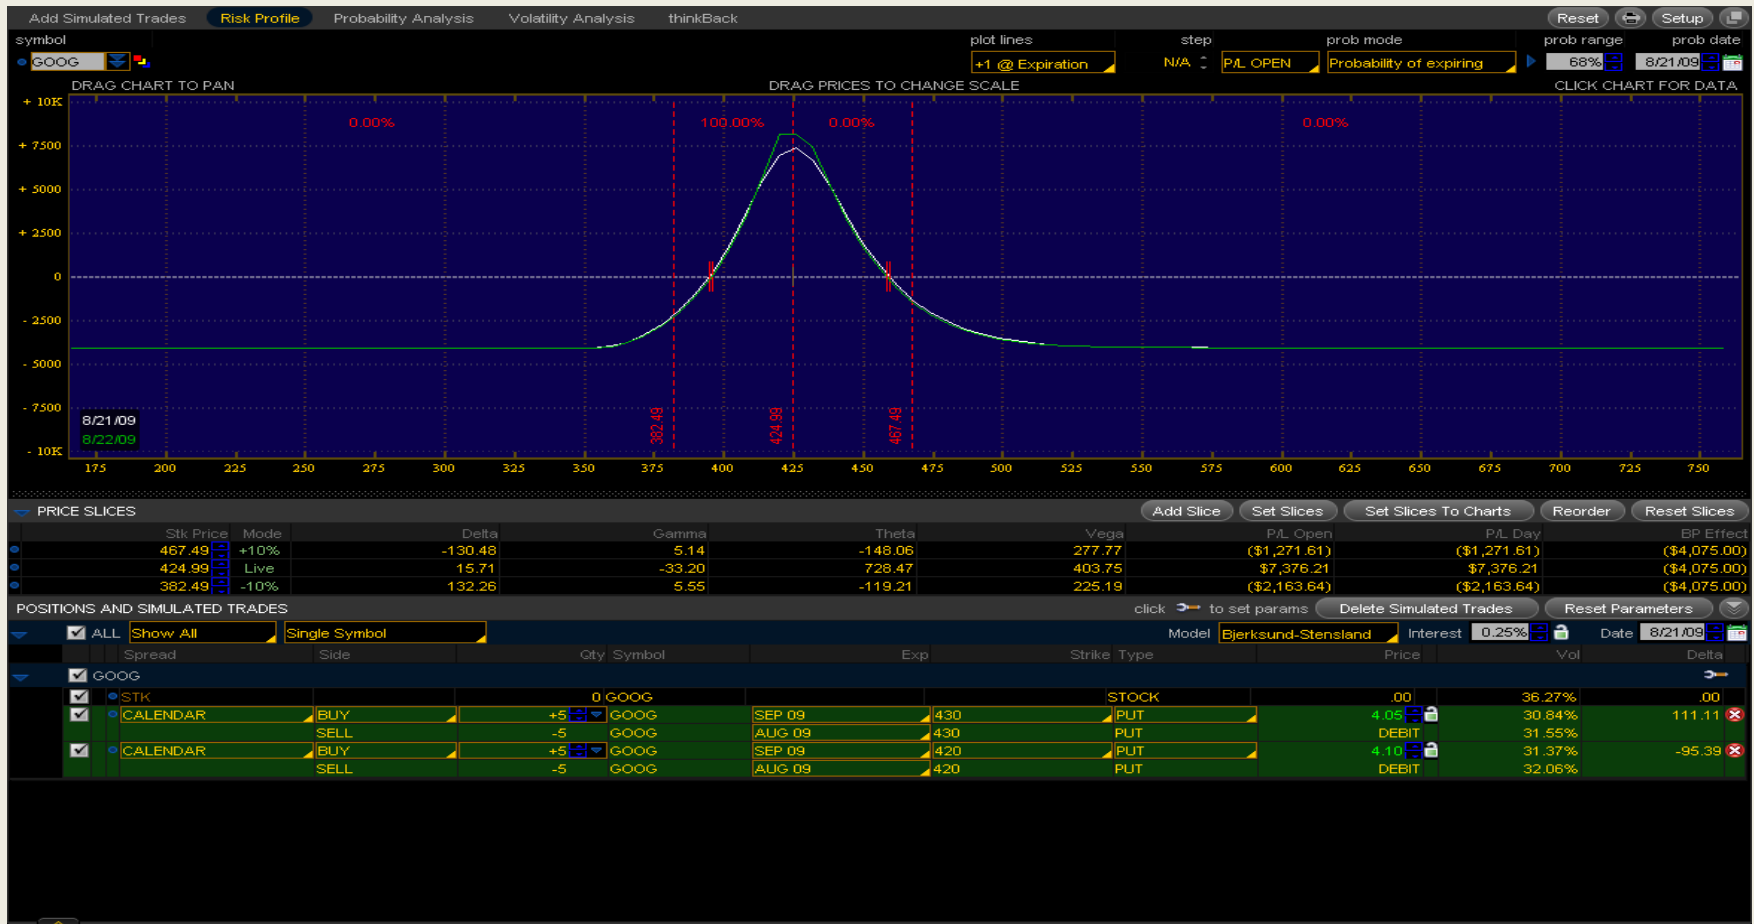 Add Simulated Trades Risk Profile Probability Analysis Volatility Analysis thinkBack Reset Setup
symbol plot lines step prob mode prob range prob date
GOOG +1 @ Expiration N/A P/L OPEN Probability of expiring 68% 8/21/09
DRAG CHART TO PAN DRAG PRICES TO CHANGE SCALE CLICK CHART FOR DATA
+ 10K
0.00% 100.00% 0.00% 0.00%
+ 7500
+ 5000
+ 2500
0
- 2500
- 5000
- 7500
382.49 424.99 467.49
8/21/09
8/22/09
- 10K
175 200 225 250 275 300 325 350 375 400 425 450 475 500 525 550 575 600 625 650 675 700 725 750
PRICE SLICES Add Slice Set Slices Set Slices To Charts Reorder Reset Slices
Stk Price Mode Delta Gamma Theta Vega P/L Open P/L Day BP Effect
467.49 +10% -130.48 5.14 -148.06 277.77 ($1,271.61) ($1,271.61) ($4,075.00)
424.99 Live 15.71 -33.20 728.47 403.75 $7,376.21 $7,376.21 ($4,075.00)
382.49 -10% 132.26 5.55 -119.21 225.19 ($2,163.64) ($2,163.64) ($4,075.00)
POSITIONS AND SIMULATED TRADES click to set params Delete Simulated Trades Reset Parameters
ALL Show All Single Symbol Model Bjerksund-Stensland Interest 0.25% Date 8/21/09
Spread Side Qty Symbol Exp Strike Type Price Vol Delta
GOOG
STK 0 GOOG STOCK .00 36.27% .00
CALENDAR BUY +5 GOOG SEP 09 430 PUT 4.05 30.84% 111.11
SELL -5 GOOG AUG 09 430 PUT DEBIT 31.55%
CALENDAR BUY +5 GOOG SEP 09 420 PUT 4.10 31.37% -95.39
SELL -5 GOOG AUG 09 420 PUT DEBIT 32.06%